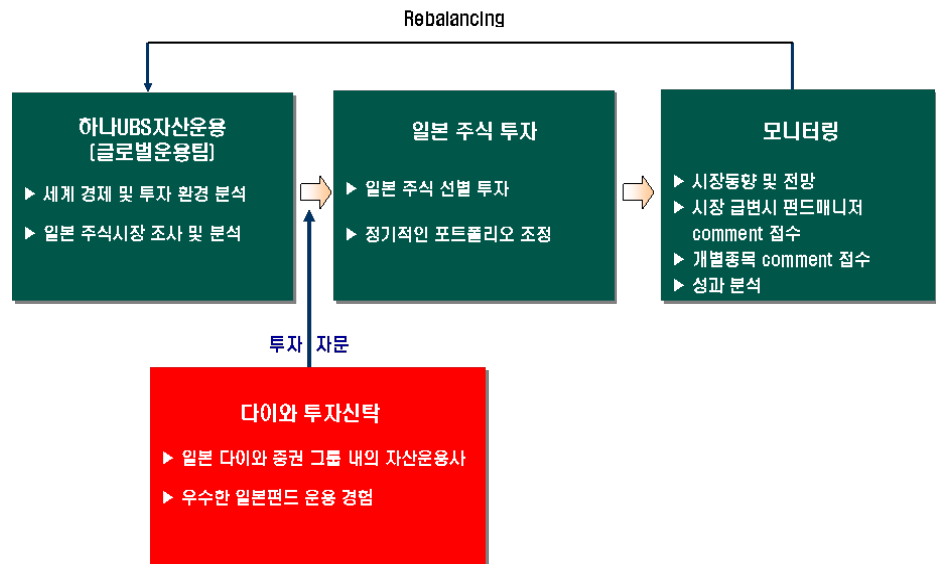 Rebalancing
하나UBS자산운용
(글로벌운용팀)
▶ 세계 경제 및 투자 환경 분석
▶ 일본 주식시장 조사 및 분석
일본 주식 투자
▶ 일본 주식 선별 투자
▶ 정기적인 포트폴리오 조정
모니터링
▶ 시장동향 및 전망
▶ 시장 급변시 펀드매니저
comment 접수
▶ 개별종목 comment 접수
▶ 성과 분석
투자 자문
다이와 투자신탁
▶ 일본 다이와 증권 그룹 내의 자산운용사
▶ 우수한 일본펀드 운용 경험